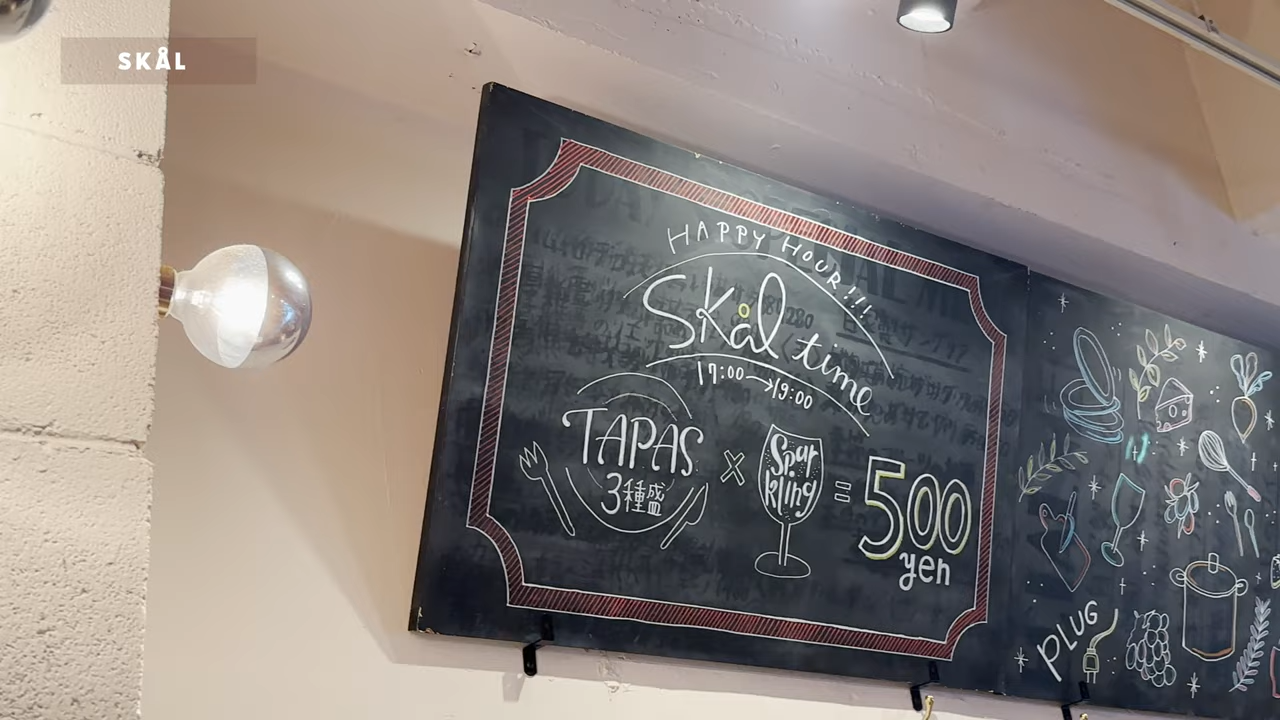 SKÅL
HAPPY HOUR!!!
Skål time
17:00→19:00
TAPAS
3種盛
×
Spar
kling
=
500
yen
PLUG